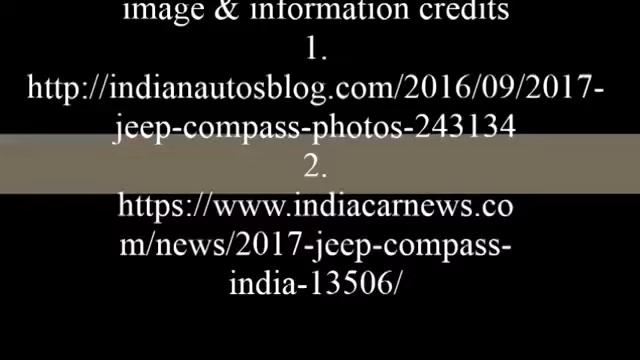 image & information credits
1.
http://indianautosblog.com/2016/09/2017-
jeep-compass-photos-243134
2.
https://www.indiacarnews.co
m/news/2017-jeep-compass-
india-13506/